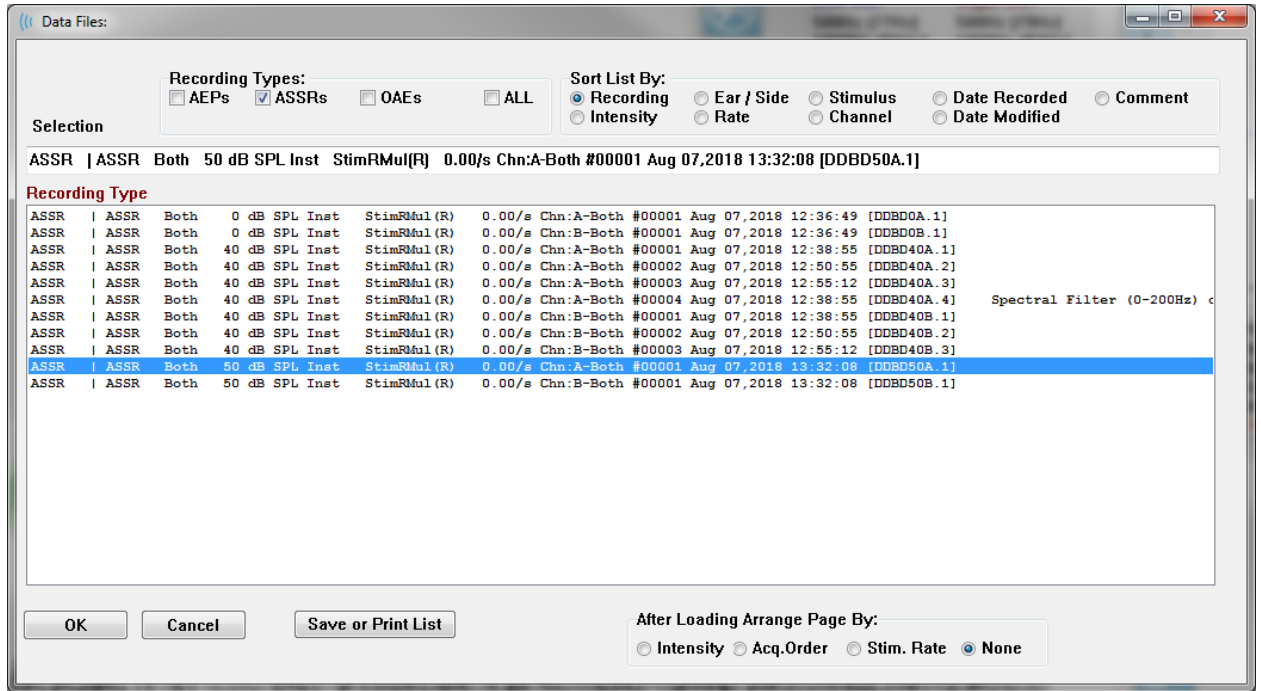 Data Files:
Recording Types:
AEPs ASSRs OAEs ALL
Sort List By:
Recording Ear / Side Stimulus Date Recorded Comment
Intensity Rate Channel Date Modified
Selection
ASSR | ASSR Both 50 dB SPL Inst StimRMul(R) 0.00/s Chn:A-Both #00001 Aug 07,2018 13:32:08 [DDBD50A.1]
Recording Type
ASSR | ASSR Both 0 dB SPL Inst StimRMul(R) 0.00/s Chn:A-Both #00001 Aug 07,2018 12:36:49 [DDBD0A.1]
ASSR | ASSR Both 0 dB SPL Inst StimRMul(R) 0.00/s Chn:B-Both #00001 Aug 07,2018 12:36:49 [DDBD0B.1]
ASSR | ASSR Both 40 dB SPL Inst StimRMul(R) 0.00/s Chn:A-Both #00001 Aug 07,2018 12:38:55 [DDBD40A.1]
ASSR | ASSR Both 40 dB SPL Inst StimRMul(R) 0.00/s Chn:A-Both #00002 Aug 07,2018 12:50:55 [DDBD40A.2]
ASSR | ASSR Both 40 dB SPL Inst StimRMul(R) 0.00/s Chn:A-Both #00003 Aug 07,2018 12:55:12 [DDBD40A.3]
ASSR | ASSR Both 40 dB SPL Inst StimRMul(R) 0.00/s Chn:A-Both #00004 Aug 07,2018 12:38:55 [DDBD40A.4] Spectral Filter (0-200Hz)
ASSR | ASSR Both 40 dB SPL Inst StimRMul(R) 0.00/s Chn:B-Both #00001 Aug 07,2018 12:38:55 [DDBD40B.1]
ASSR | ASSR Both 40 dB SPL Inst StimRMul(R) 0.00/s Chn:B-Both #00002 Aug 07,2018 12:50:55 [DDBD40B.2]
ASSR | ASSR Both 40 dB SPL Inst StimRMul(R) 0.00/s Chn:B-Both #00003 Aug 07,2018 12:55:12 [DDBD40B.3]
ASSR | ASSR Both 50 dB SPL Inst StimRMul(R) 0.00/s Chn:A-Both #00001 Aug 07,2018 13:32:08 [DDBD50A.1]
ASSR | ASSR Both 50 dB SPL Inst StimRMul(R) 0.00/s Chn:B-Both #00001 Aug 07,2018 13:32:08 [DDBD50B.1]
OK Cancel Save or Print List
After Loading Arrange Page By:
Intensity Acq.Order Stim. Rate None